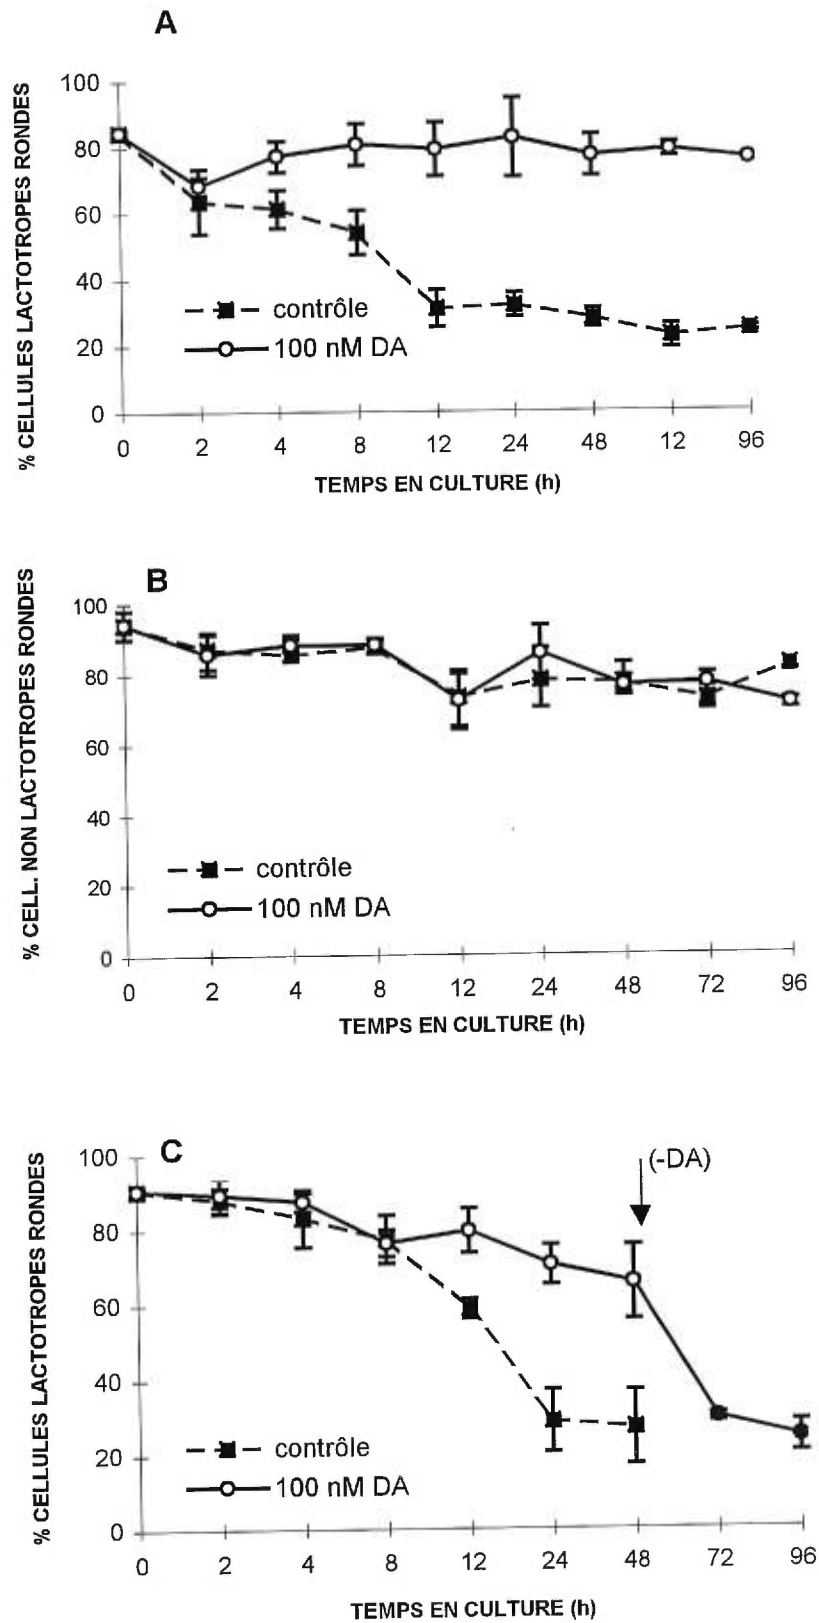 A
% CELLULES LACTOTROPES RONDES
100
80
60
40
20
0
contrôle
100 nM DA
0 2 4 8 12 24 48 12 96
TEMPS EN CULTURE (h)
B
% CELL. NON LACTOTROPES RONDES
100
80
60
40
20
0
contrôle
100 nM DA
0 2 4 8 12 24 48 72 96
TEMPS EN CULTURE (h)
C
% CELLULES LACTOTROPES RONDES
(-DA)
100
80
60
40
20
0
contrôle
100 nM DA
0 2 4 8 12 24 48 72 96
TEMPS EN CULTURE (h)